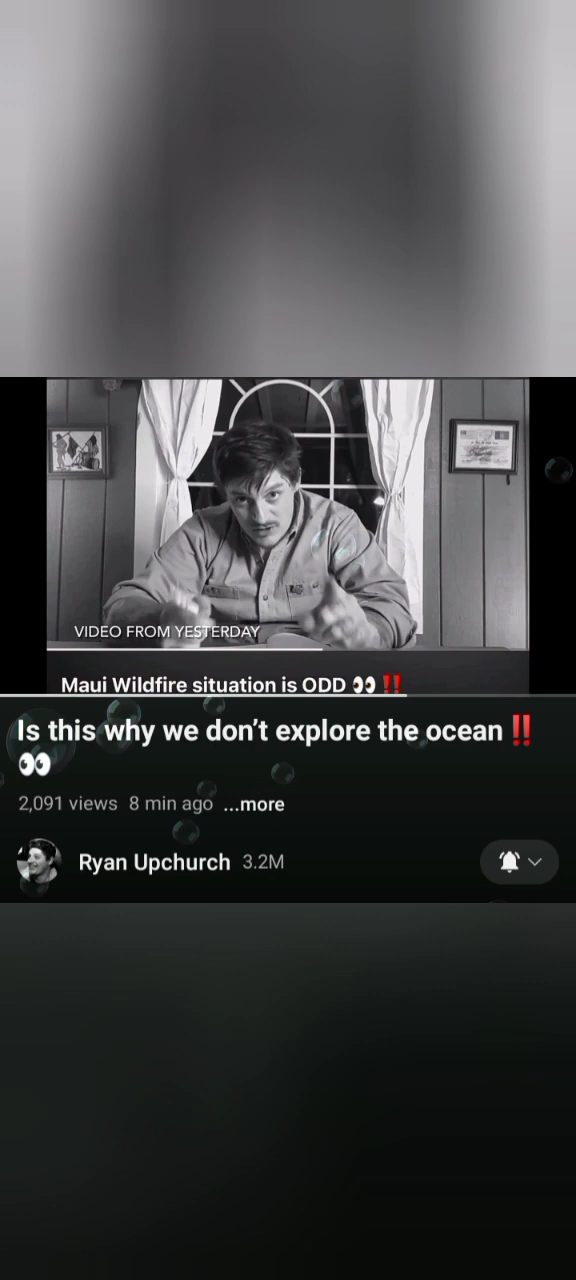 VIDEO FROM YESTERDAY
Maui Wildfire situation is ODD 👀 ‼️
Is this why we don’t explore the ocean ‼️
👀
2,091 views 8 min ago ...more
Ryan Upchurch 3.2M